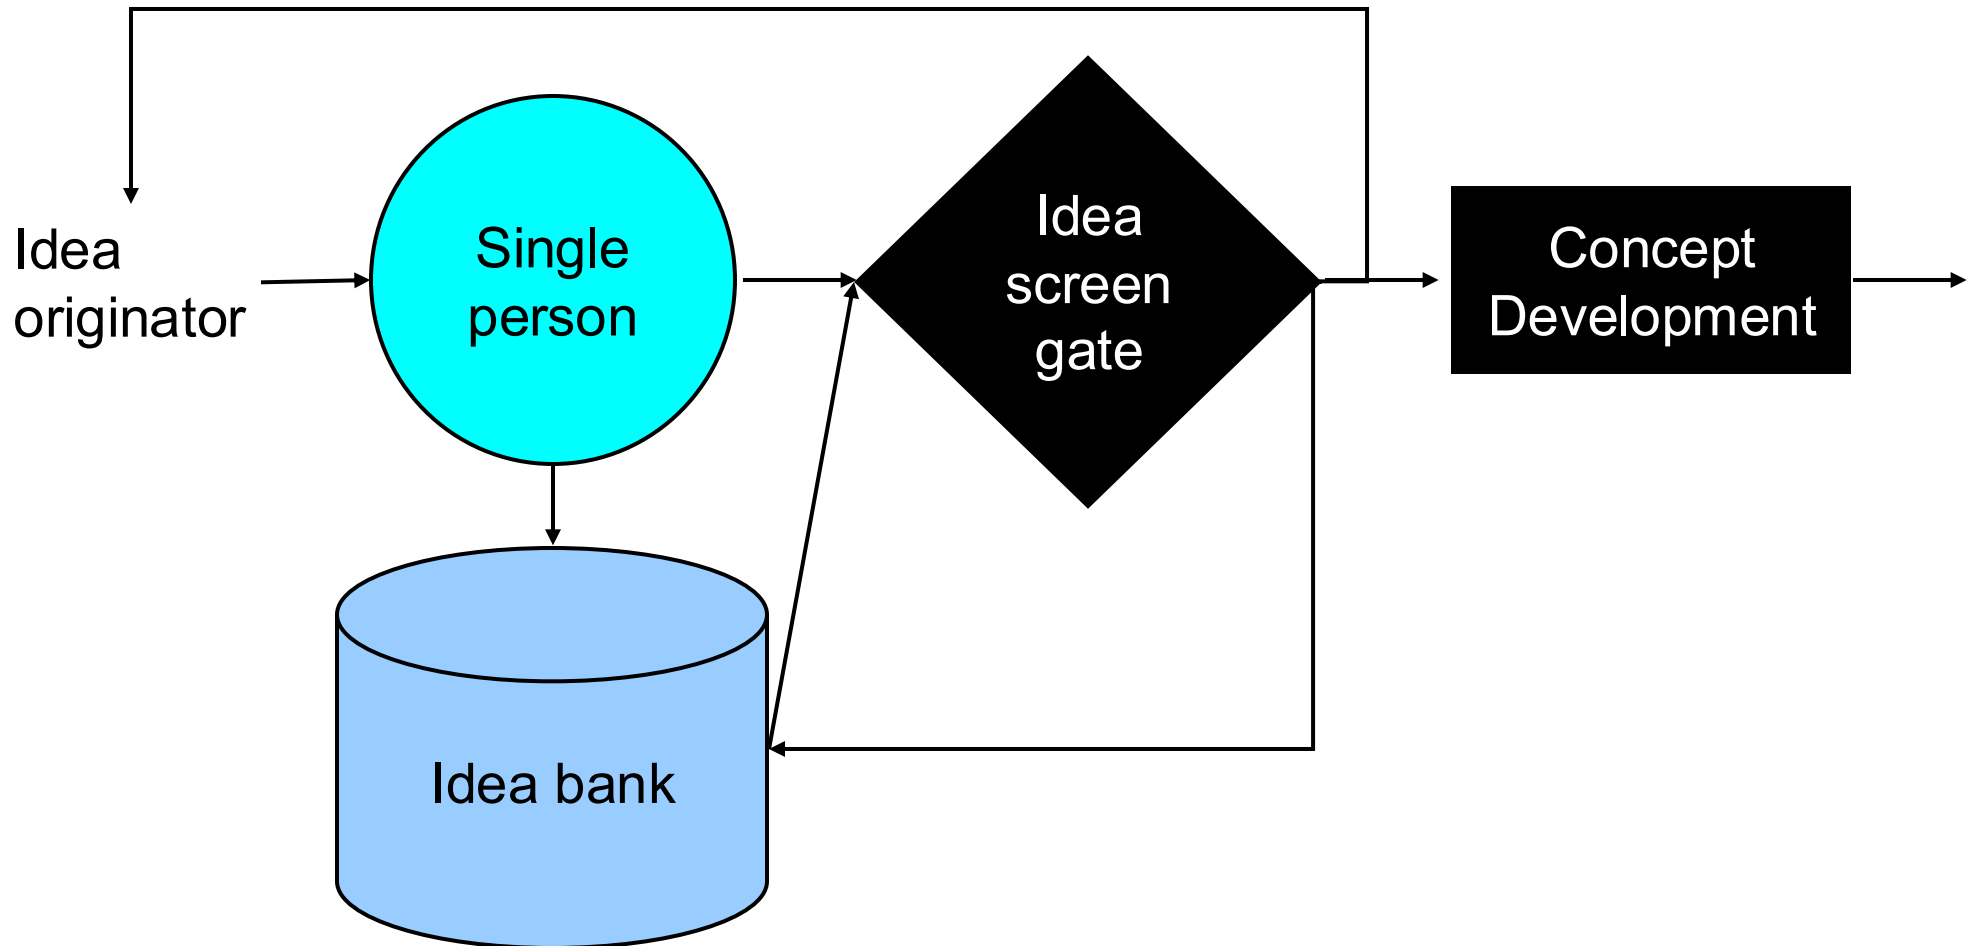 Idea
originator
Single
person
Idea
screen
gate
Concept
Development
Idea bank